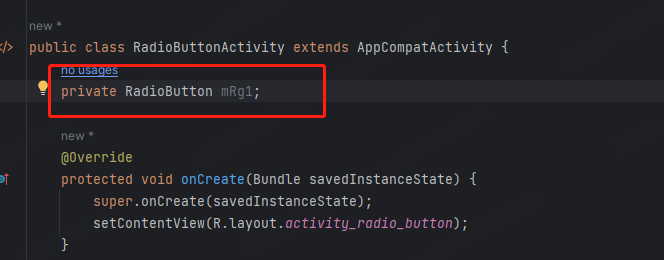 new *
public class RadioButtonActivity extends AppCompatActivity {
no usages
private RadioButton mRg1;
new *
@Override
protected void onCreate(Bundle savedInstanceState) {
super.onCreate(savedInstanceState);
setContentView(R.layout.activity_radio_button);
}